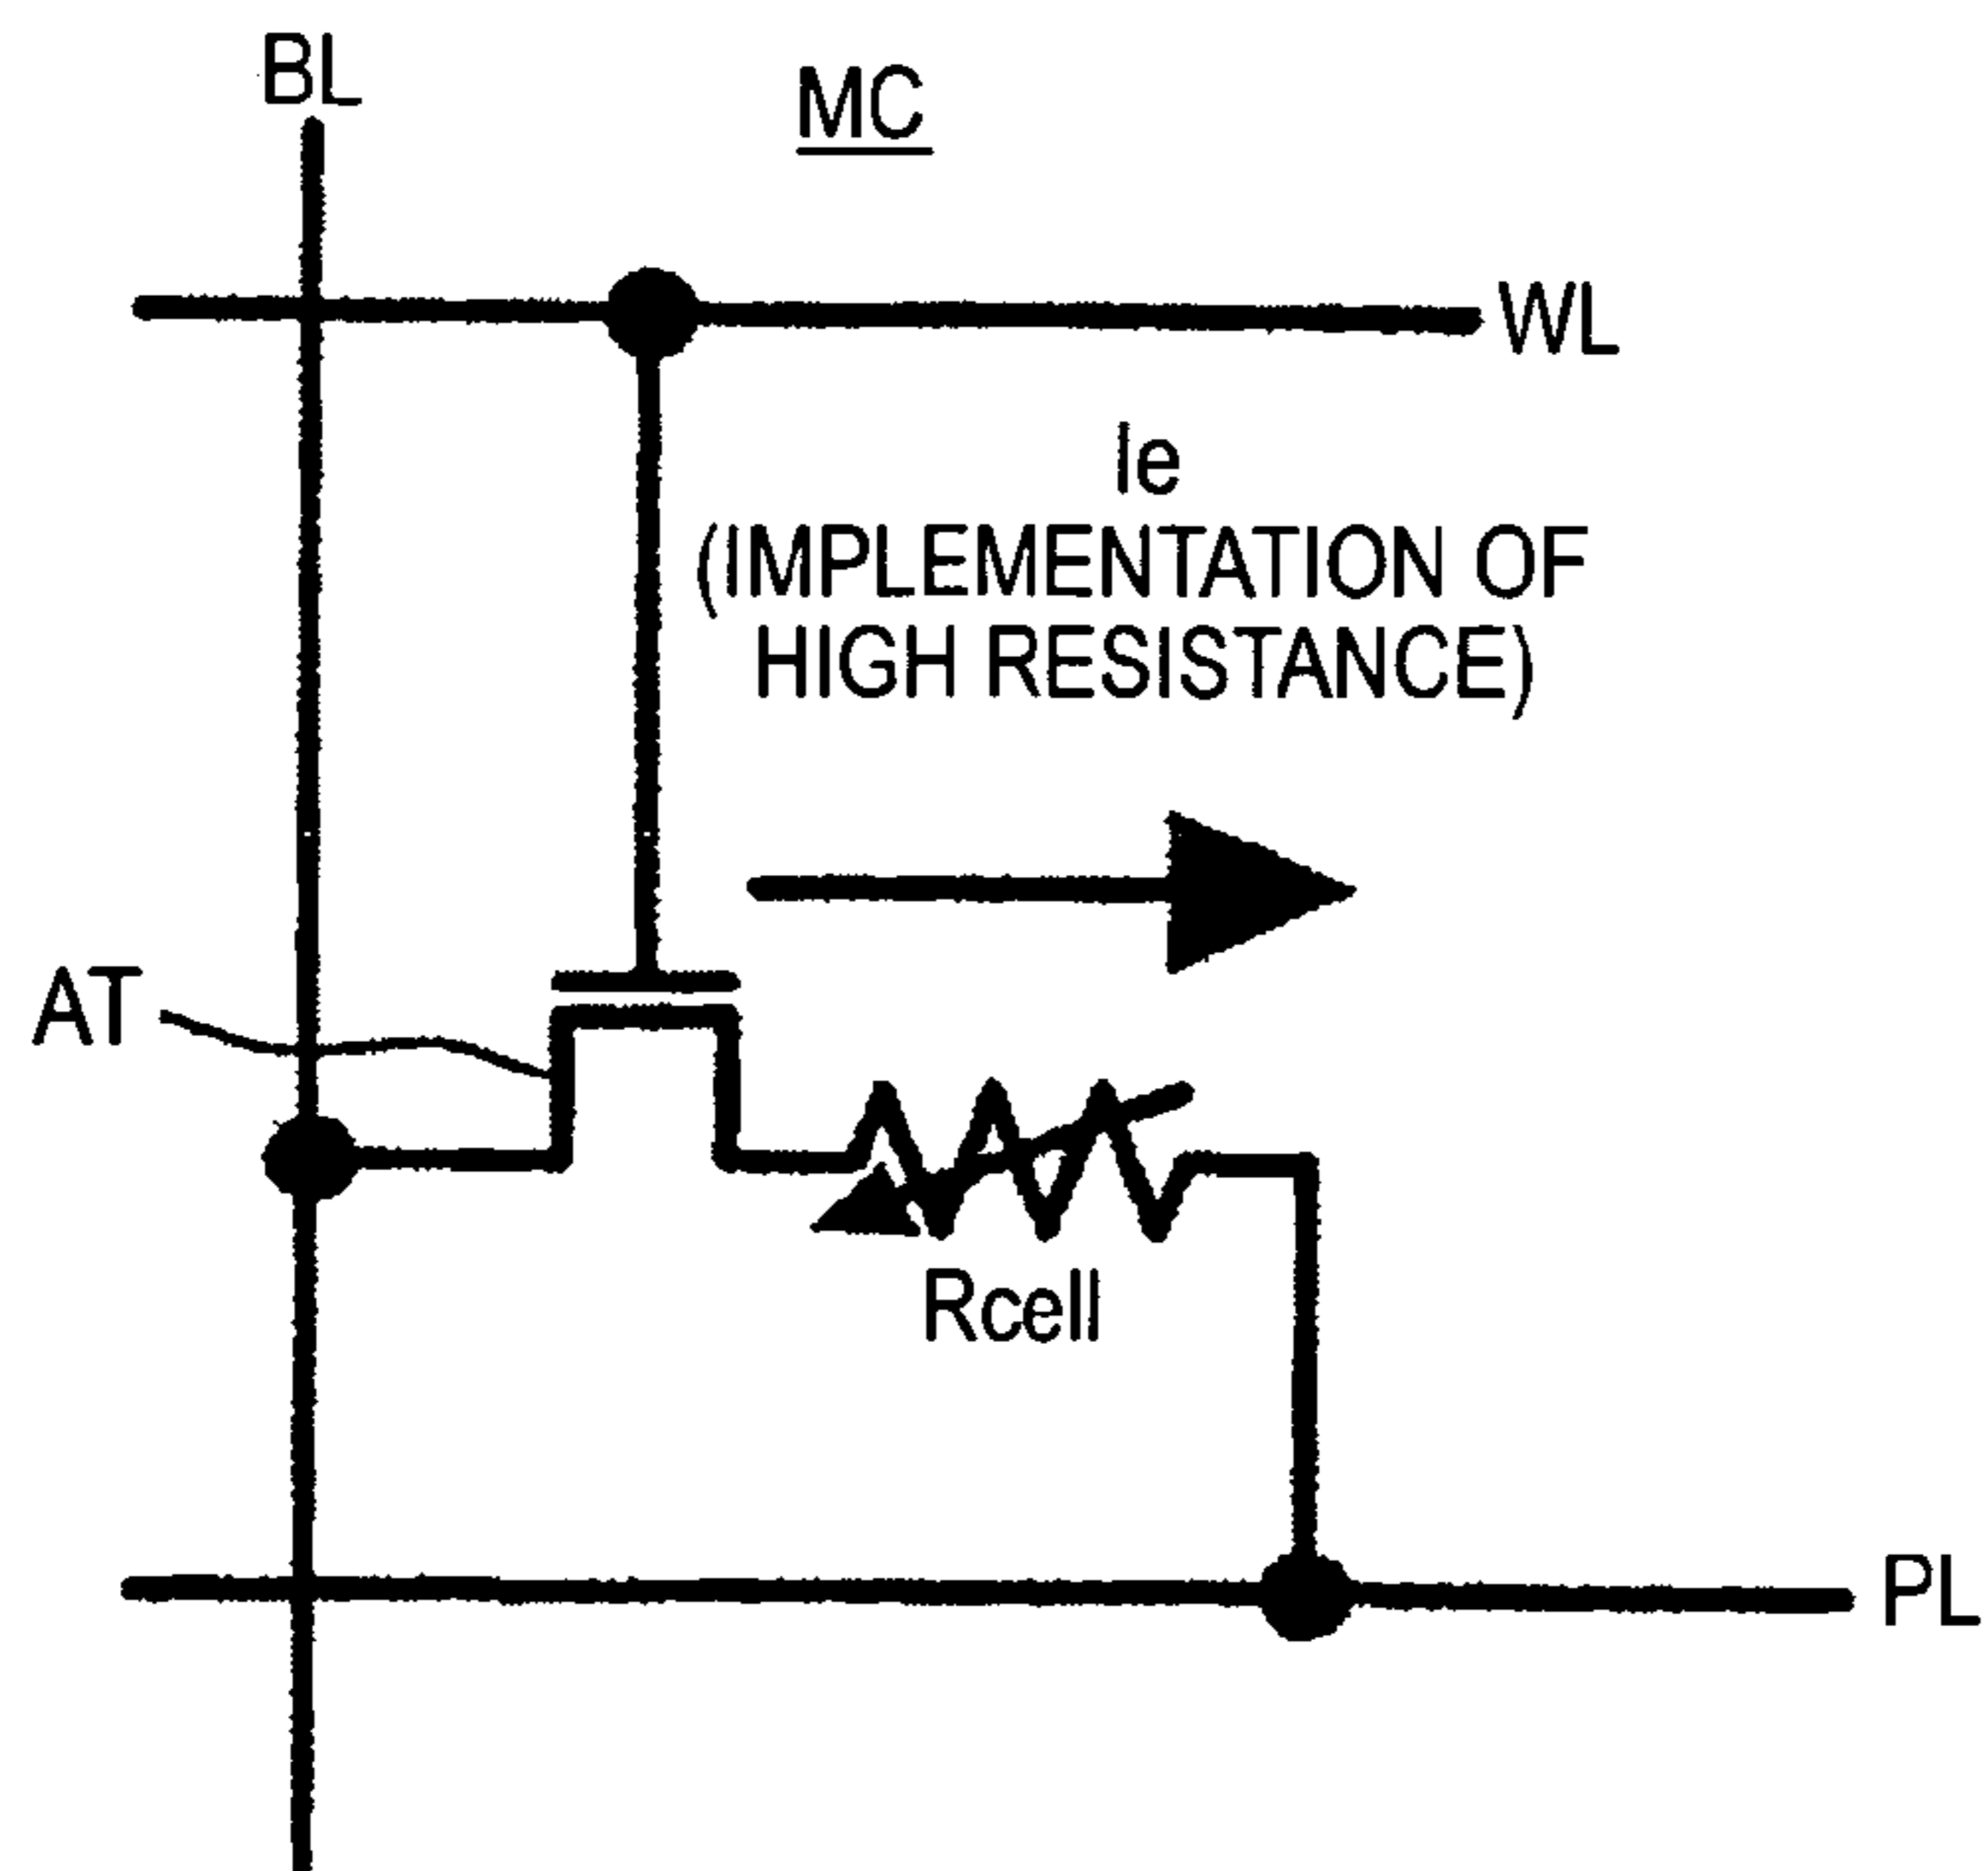 BL
MC
WL
Ie
(IMPLEMENTATION OF
HIGH RESISTANCE)
AT
Rcell
PL